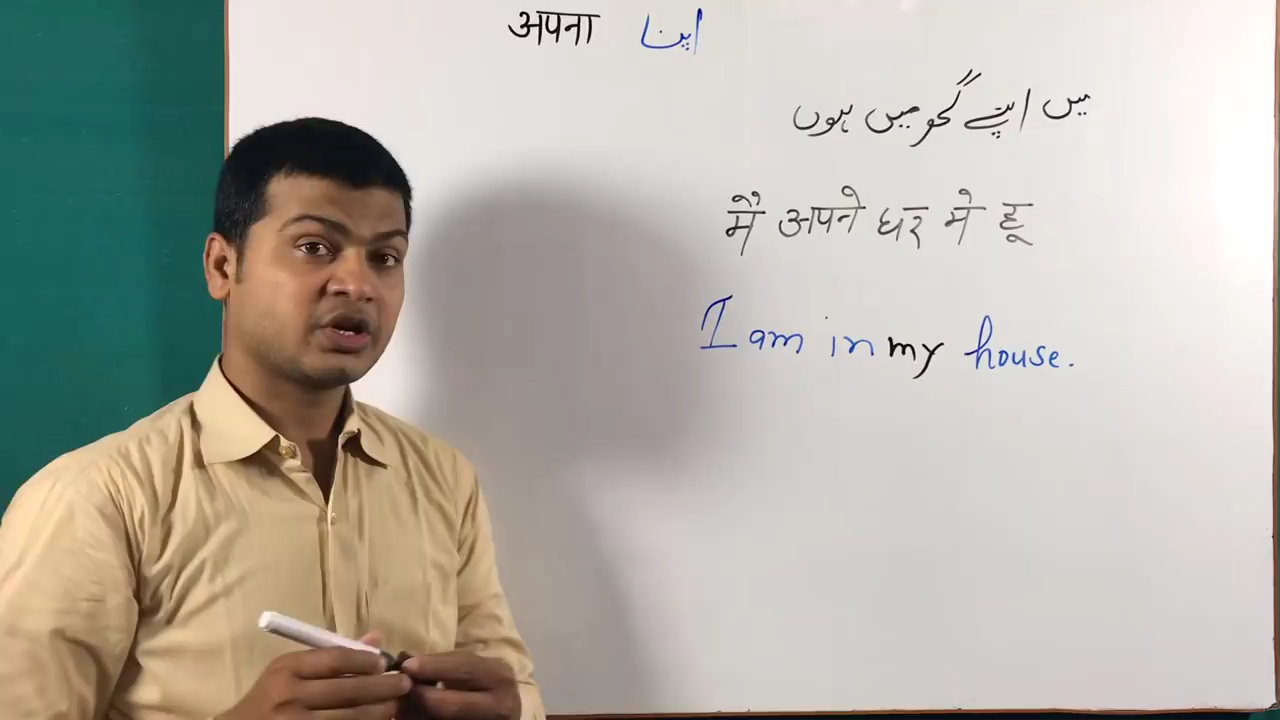 अपना اپنا
میں اپنے گھر میں ہوں
मैं अपने घर मे हू
I am in my house.